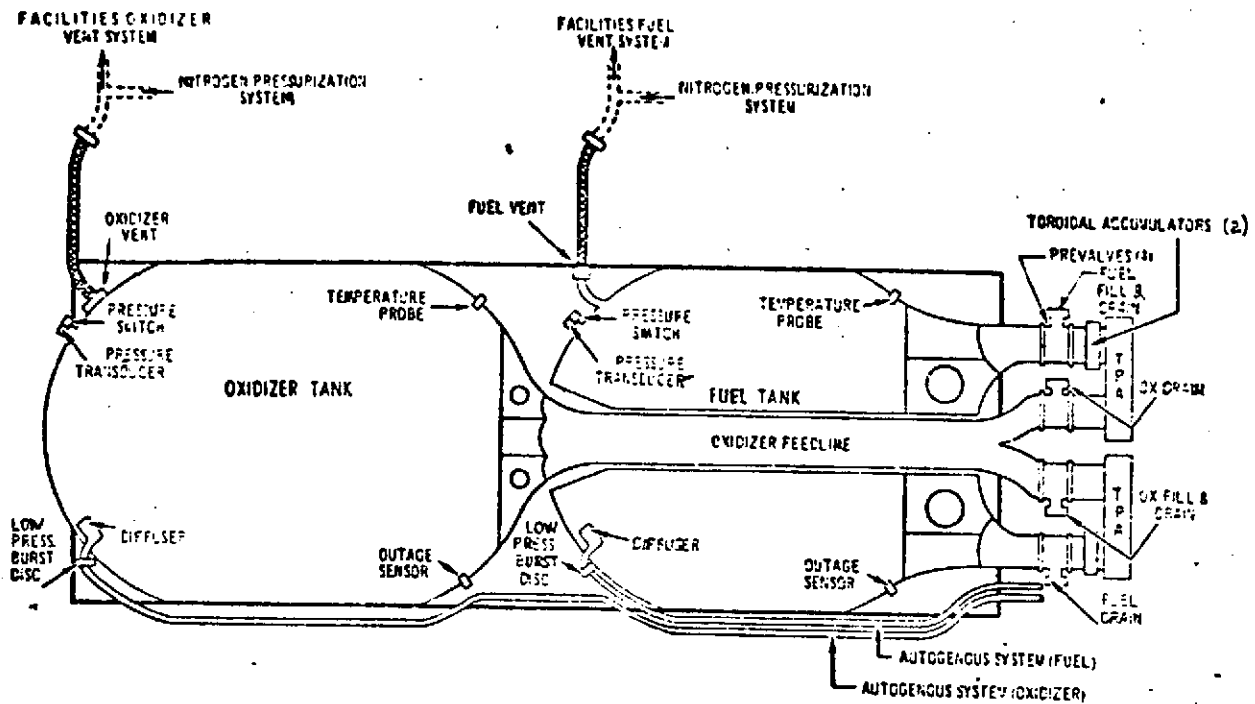 FACILITIES OXIDIZER
VENT SYSTEM
NITROGEN PRESSURIZATION
SYSTEM
FACILITIES FUEL
VENT SYSTEM
NITROGEN PRESSURIZATION
SYSTEM
OXIDIZER
VENT
FUEL VENT
TOROIDAL ACCUMULATORS (2)
PREVALVES (4)
FUEL
FILL &
DRAIN
PRESSURE
SWITCH
PRESSURE
TRANSDUCER
TEMPERATURE
PROBE
PRESSURE
SWITCH
PRESSURE
TRANSDUCER
TEMPERATURE
PROBE
TPA
OX DRAIN
OXIDIZER TANK
FUEL TANK
OXIDIZER FEEDLINE
TPA
OX FILL &
DRAIN
LOW
PRESS.
BURST
DISC
DIFFUSER
OUTAGE
SENSOR
LOW
PRESS.
BURST
DISC
DIFFUSER
OUTAGE
SENSOR
FUEL
DRAIN
AUTOGENOUS SYSTEM (FUEL)
AUTOGENOUS SYSTEM (OXIDIZER)